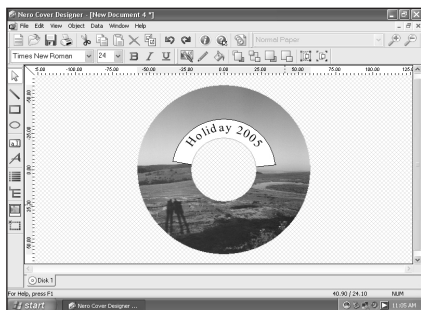 Nero Cover Designer - [New Document 4 *]
File Edit View Object Data Window Help
Normal Paper
Times New Roman 24 B I U
-100.00 -75.00 -50.00 -25.00 0.00 25.00 50.00 75.00 100.00
Holiday 2005
Disk 1
For Help, press F1 40.90 / 24.10 NUM
start Nero Cover Designer ... 11:05 AM